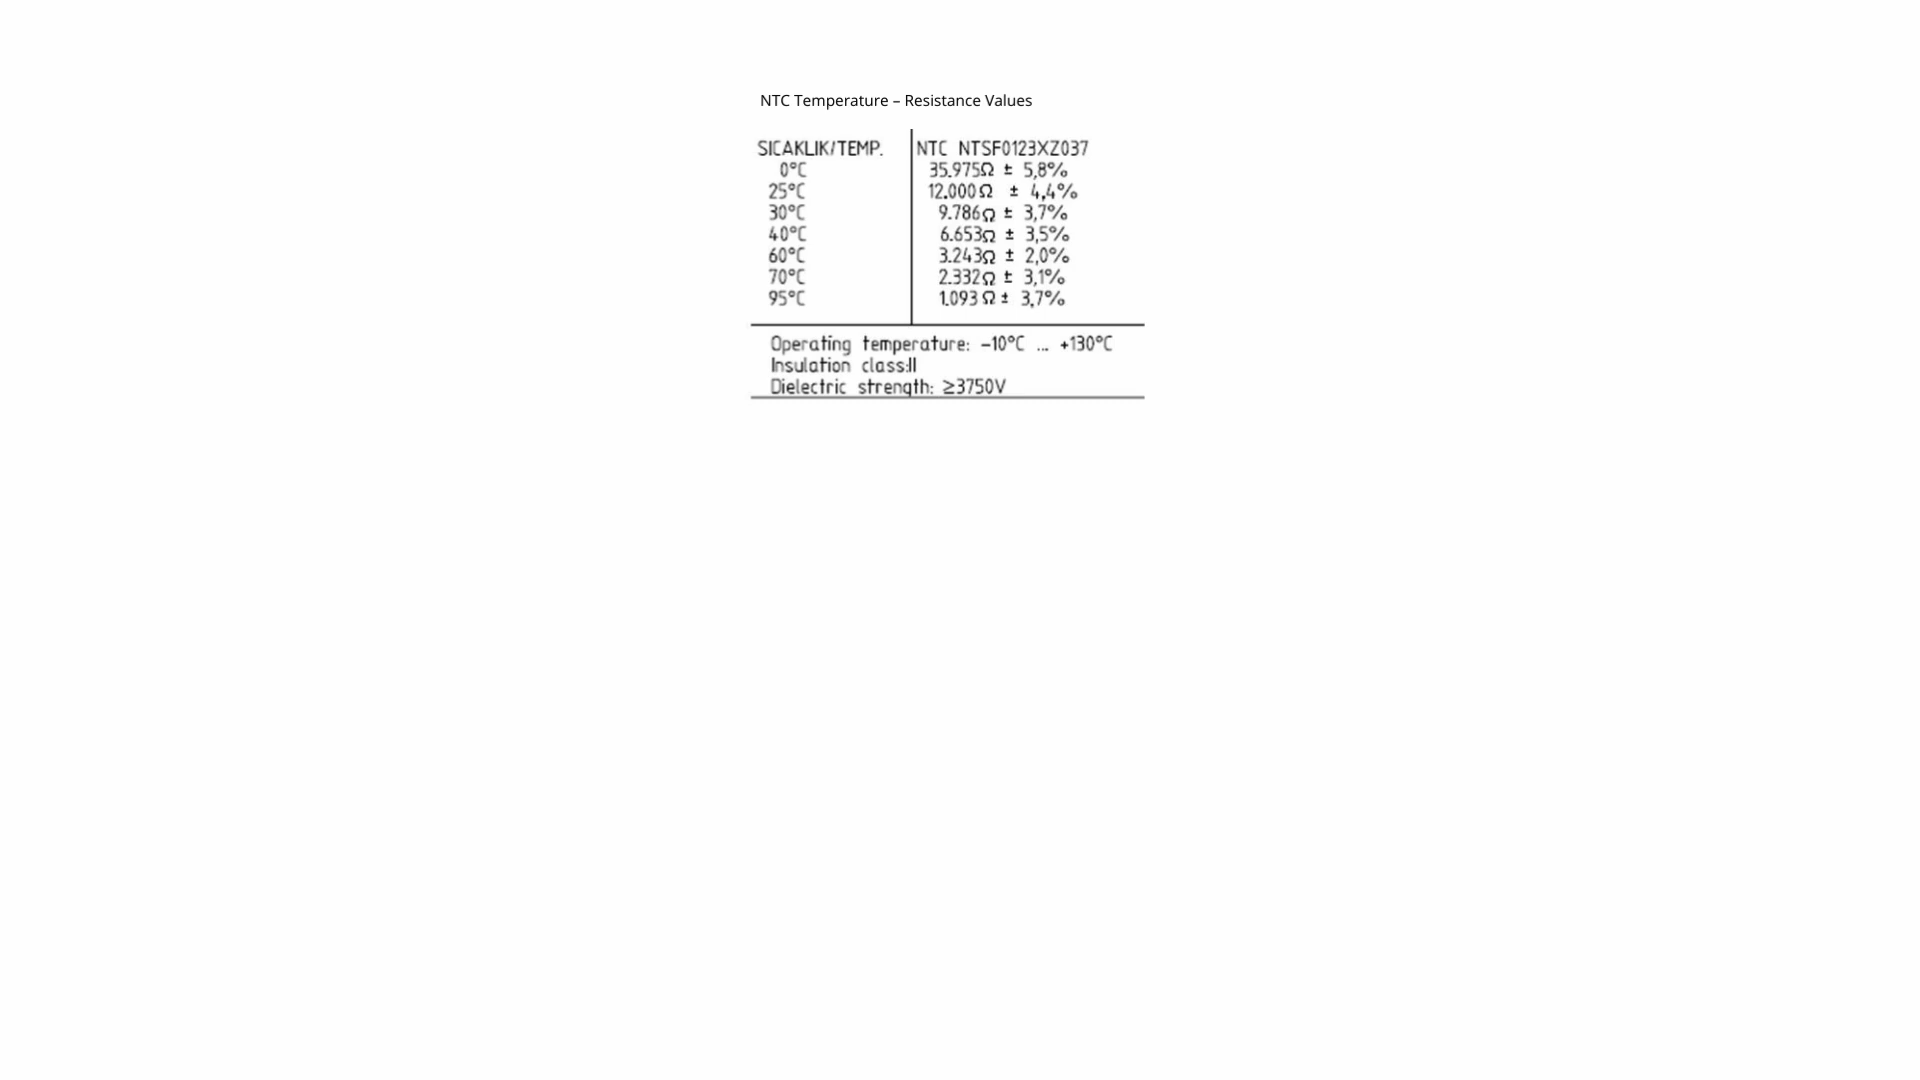 NTC Temperature – Resistance Values
SICAKLIK/TEMP. NTC NTSF0123XZ037
0°C 35.975Ω ± 5,8%
25°C 12.000Ω ± 4,4%
30°C 9.786Ω ± 3,7%
40°C 6.653Ω ± 3,5%
60°C 3.243Ω ± 2,0%
70°C 2.332Ω ± 3,1%
95°C 1.093Ω ± 3,7%
Operating temperature: -10°C ... +130°C
Insulation class:II
Dielectric strength: ≥3750V